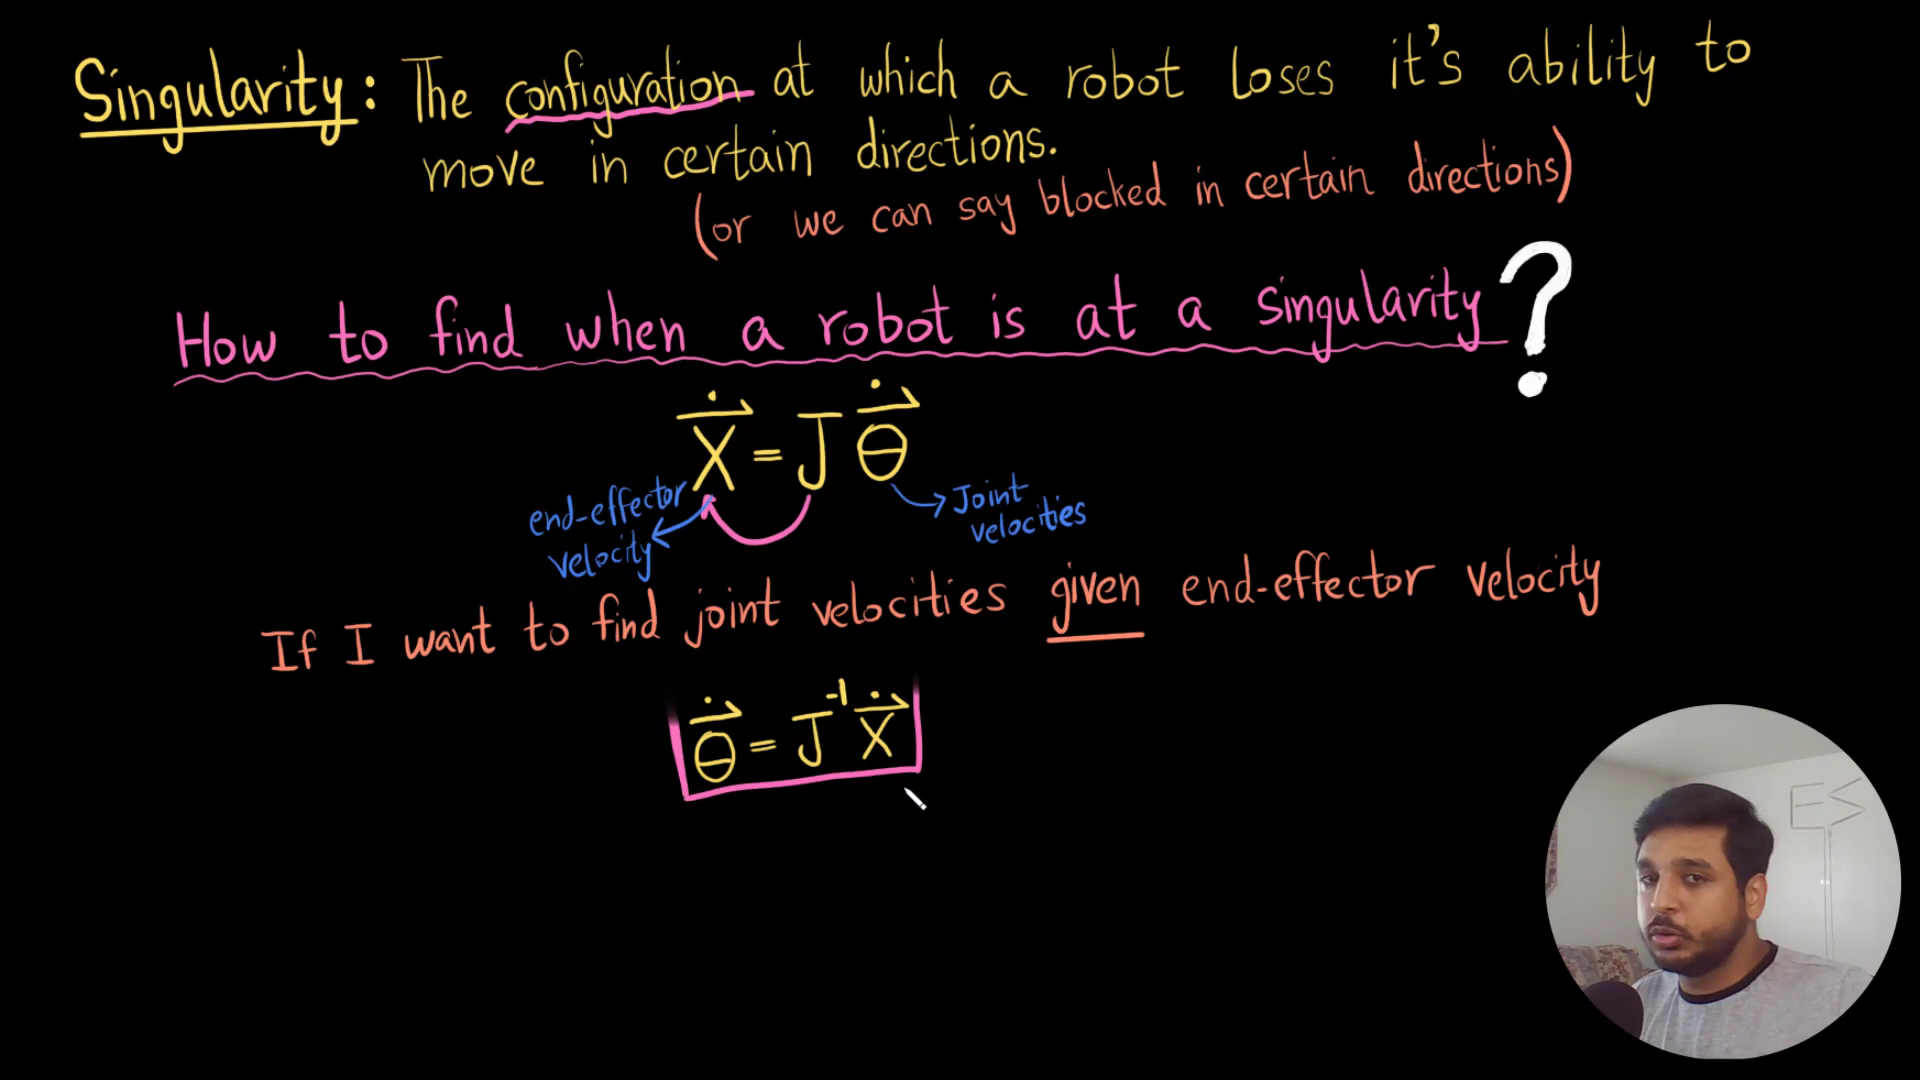 Singularity: The configuration at which a robot loses it's ability to
move in certain directions.
(or we can say blocked in certain directions)
How to find when a robot is at a singularity?
Ẋ = J θ̇
end-effector
velocity
Joint
velocities
If I want to find joint velocities given end-effector velocity
θ̇ = J⁻¹ Ẋ
ES